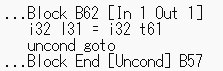 ...Block B62 [In 1 Out 1]
i32 l31 = i32 t61
uncond goto
...Block End [Uncond] B57